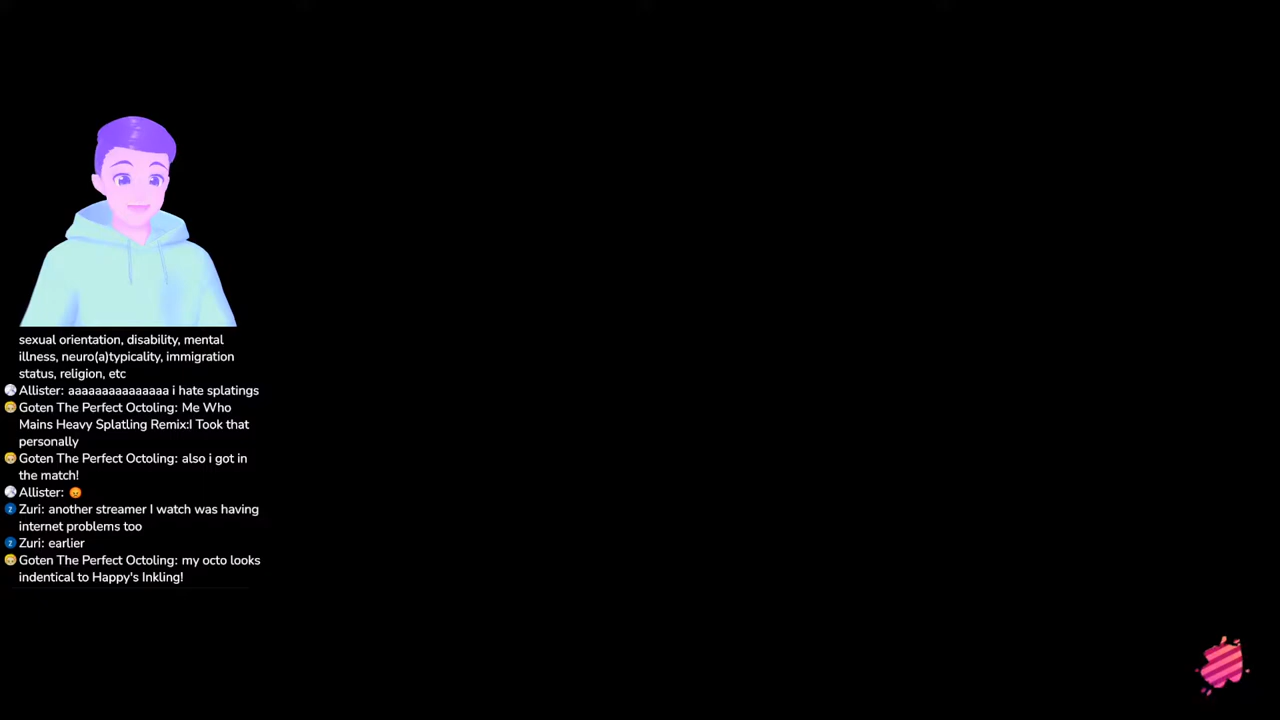 sexual orientation, disability, mental
illness, neuro(a)typicality, immigration
status, religion, etc
Allister: aaaaaaaaaaaaaaa i hate splatings
Goten The Perfect Octoling: Me Who
Mains Heavy Splatling Remix:I Took that
personally
Goten The Perfect Octoling: also i got in
the match!
Allister: 😡
Z Zuri: another streamer I watch was having
internet problems too
Z Zuri: earlier
Goten The Perfect Octoling: my octo looks
indentical to Happy's Inkling!